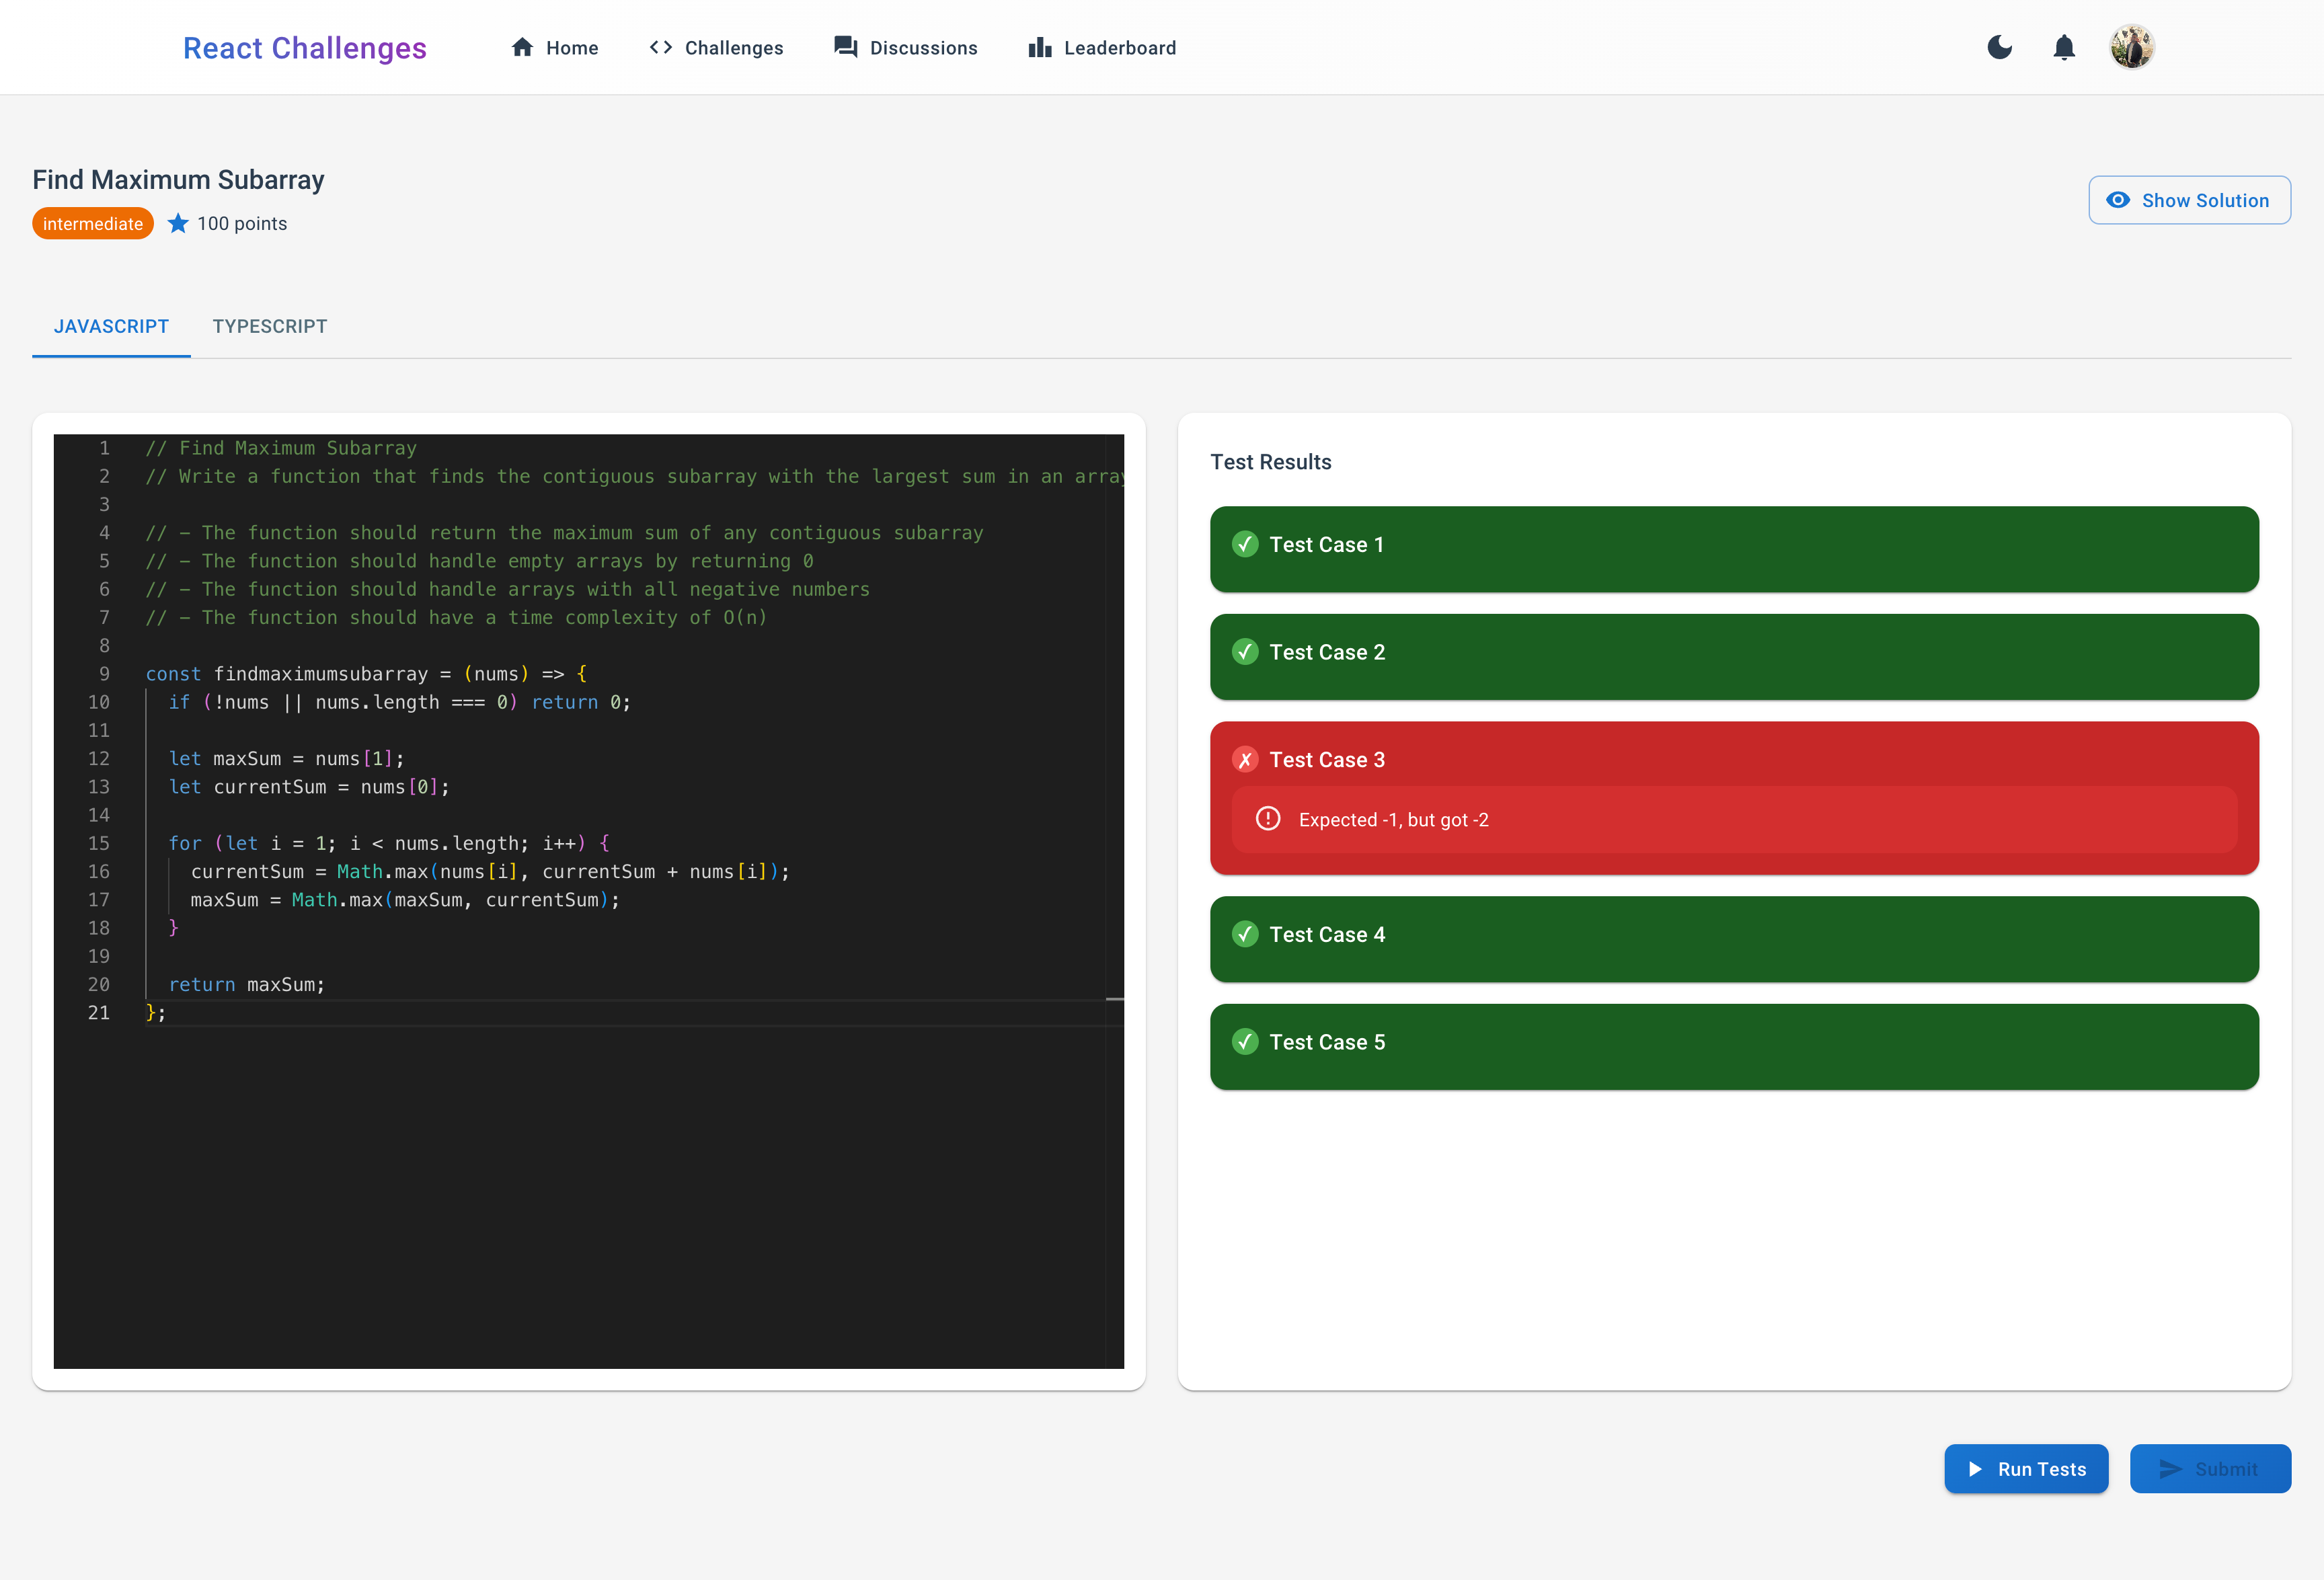 React Challenges
Home
Challenges
Discussions
Leaderboard
Find Maximum Subarray
intermediate
100 points
Show Solution
JAVASCRIPT
TYPESCRIPT
1 // Find Maximum Subarray
2 // Write a function that finds the contiguous subarray with the largest sum in an array
3
4 // – The function should return the maximum sum of any contiguous subarray
5 // – The function should handle empty arrays by returning 0
6 // – The function should handle arrays with all negative numbers
7 // – The function should have a time complexity of O(n)
8
9 const findmaximumsubarray = (nums) => {
10 if (!nums || nums.length === 0) return 0;
11
12 let maxSum = nums[1];
13 let currentSum = nums[0];
14
15 for (let i = 1; i < nums.length; i++) {
16 currentSum = Math.max(nums[i], currentSum + nums[i]);
17 maxSum = Math.max(maxSum, currentSum);
18 }
19
20 return maxSum;
21 };
Test Results
Test Case 1
Test Case 2
Test Case 3
Expected -1, but got -2
Test Case 4
Test Case 5
Run Tests
Submit